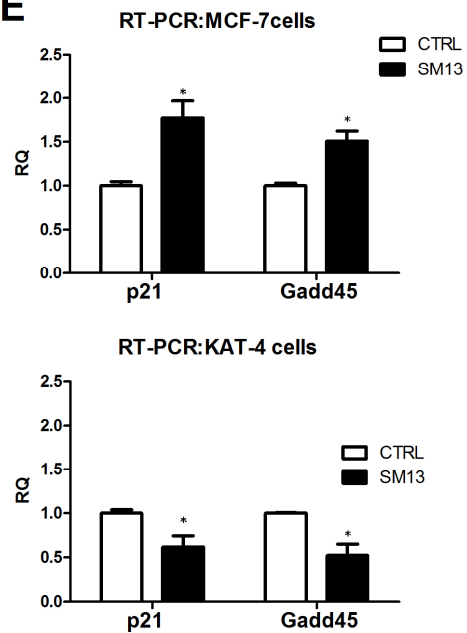 E
RT-PCR:MCF-7cells
CTRL
SM13
2.5
2.0
1.5
1.0
0.5
0.0
RQ
*
*
p21 Gadd45
RT-PCR:KAT-4 cells
2.5
2.0
1.5
1.0
0.5
0.0
RQ
CTRL
SM13
*
*
p21 Gadd45